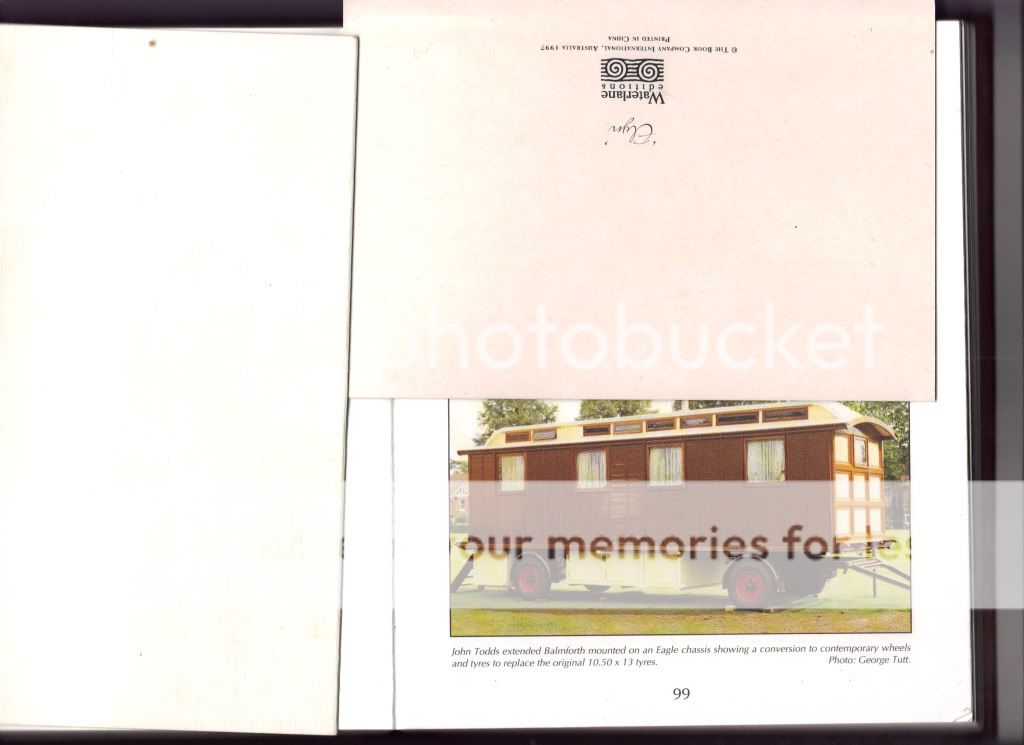 Waterlane
editions
© THE BOOK COMPANY INTERNATIONAL, AUSTRALIA 1997
PRINTED IN CHINA
photobucket
our memories for les
John Todds extended Balmforth mounted on an Eagle chassis showing a conversion to contemporary wheels
and tyres to replace the original 10.50 x 13 tyres. Photo: George Tutt.
99